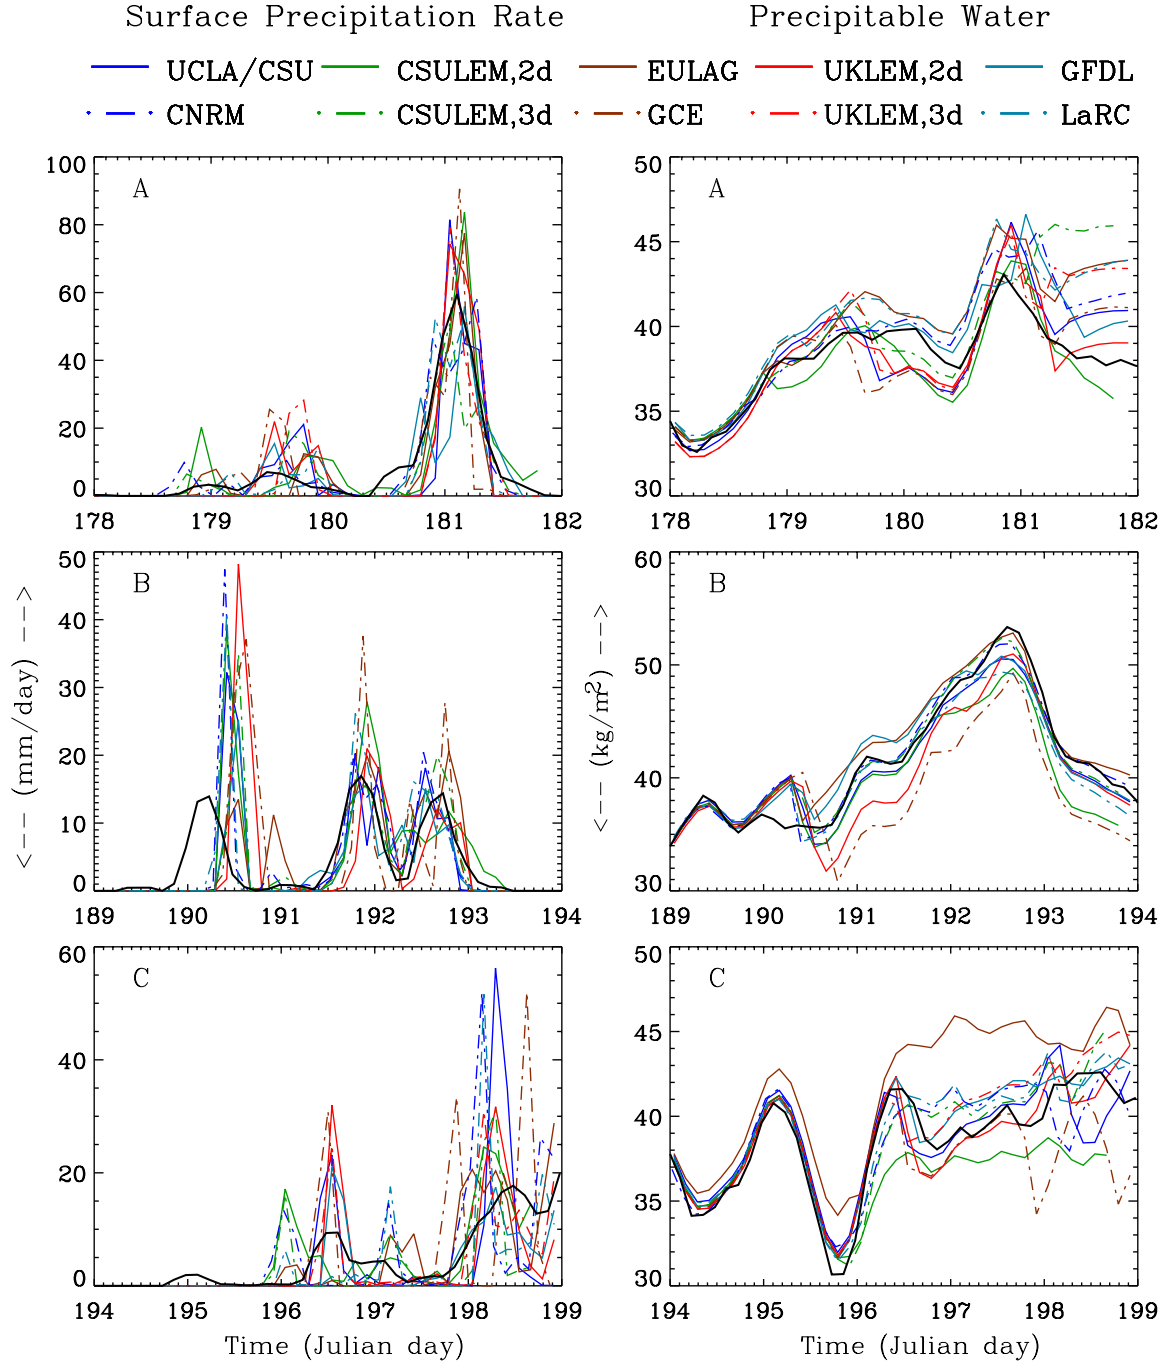 Surface Precipitation Rate Precipitable Water
UCLA/CSU CSULEM,2d EULAG UKLEM,2d GFDL
CNRM CSULEM,3d GCE UKLEM,3d LaRC
100 80 60 40 20 0
A
178 179 180 181 182
50 45 40 35 30
A
178 179 180 181 182
<-- (mm/day) -->
50 40 30 20 10 0
B
189 190 191 192 193 194
<-- (kg/m²) -->
60 50 40 30
B
189 190 191 192 193 194
60 40 20 0
C
194 195 196 197 198 199
Time (Julian day)
50 45 40 35 30
C
194 195 196 197 198 199
Time (Julian day)